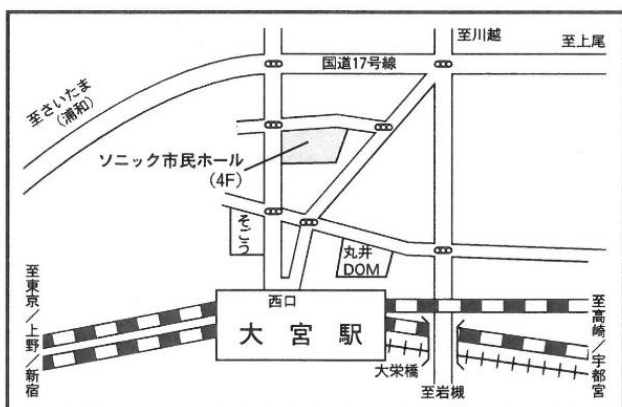 至川越
至上尾
国道17号線
至さいたま
(浦和)
ソニック市民ホール
(4F)
そごう
丸井
DOM
西口
大宮駅
至東京/上野/新宿
至高崎/宇都宮
大栄橋
至岩槻